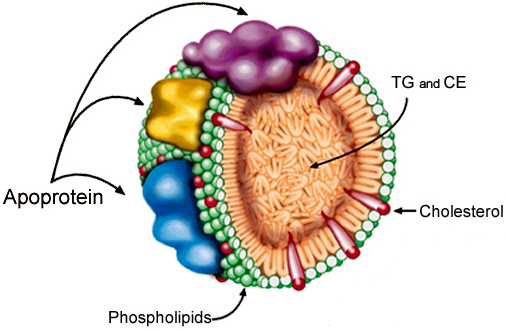 TG and CE
Apoprotein
Cholesterol
Phospholipids